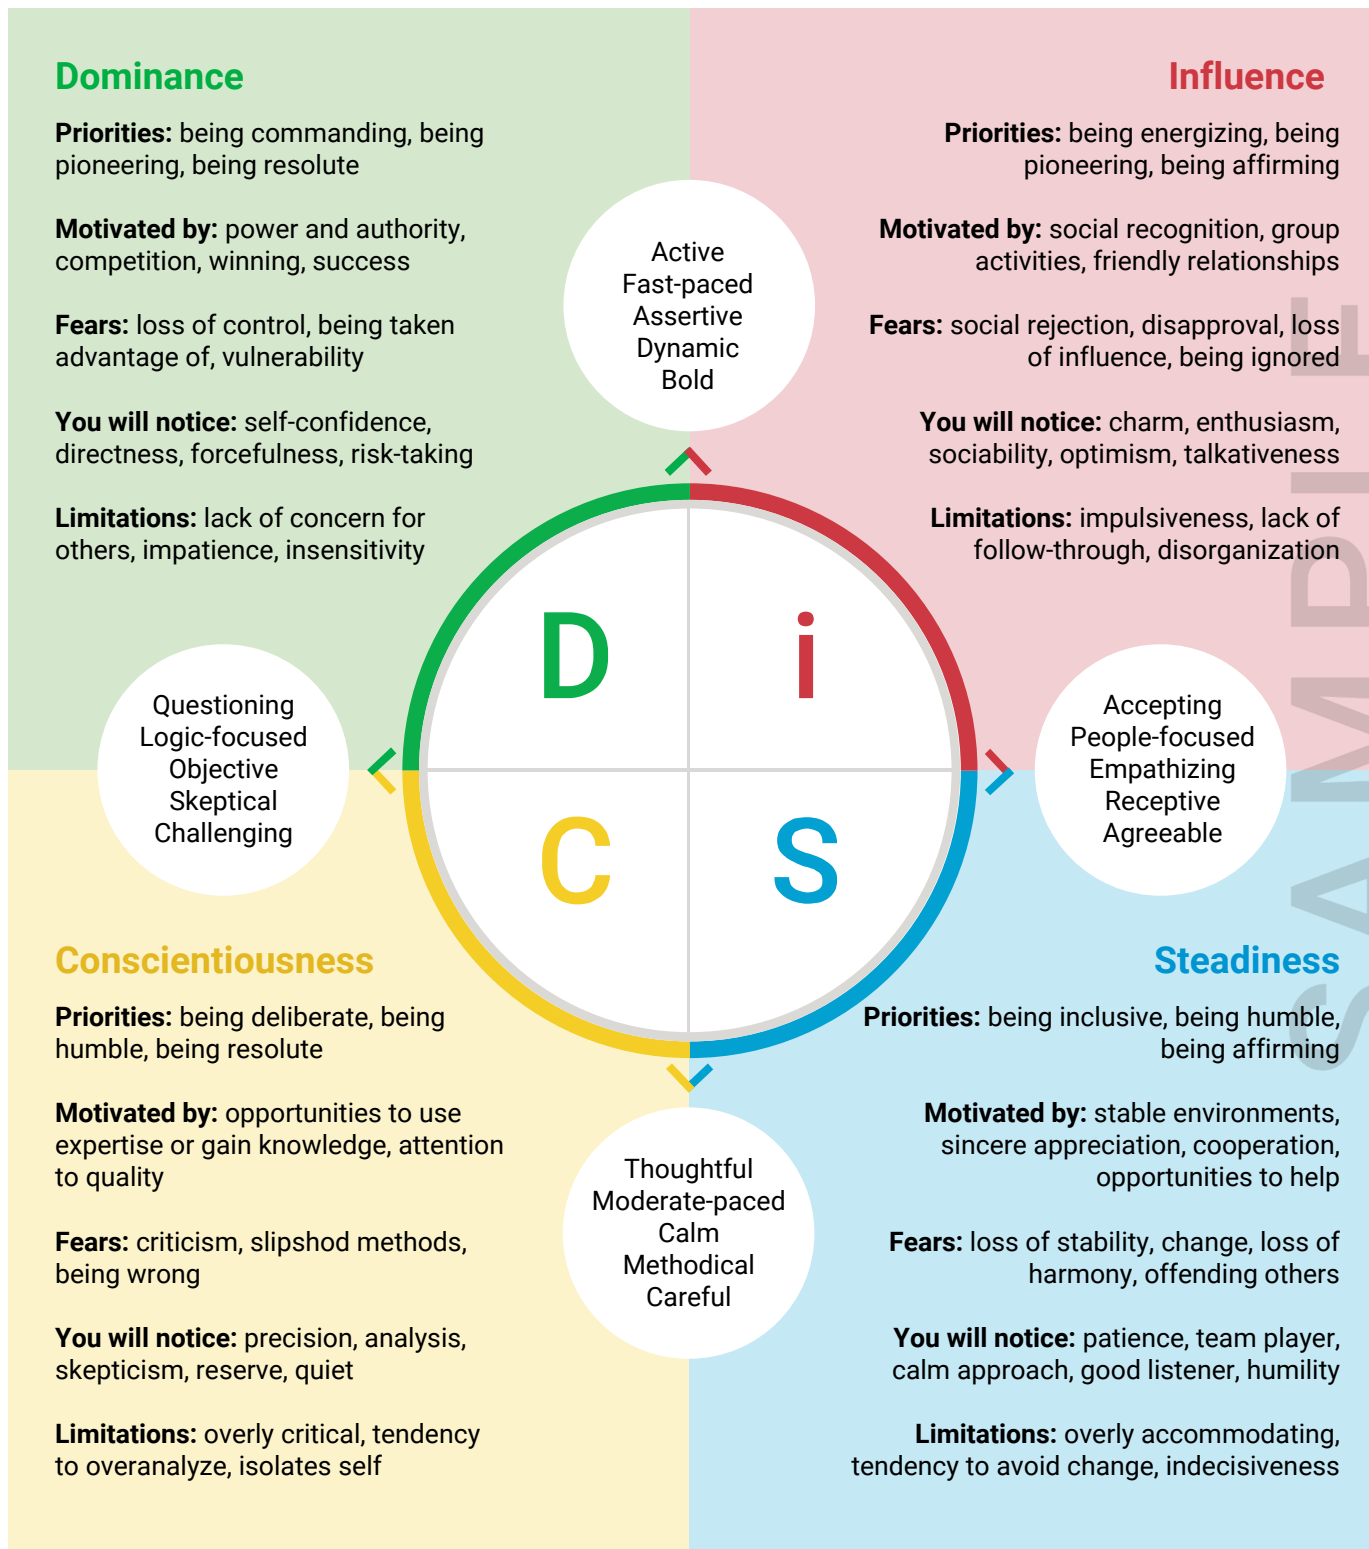 Dominance
Priorities: being commanding, being
pioneering, being resolute
Motivated by: power and authority,
competition, winning, success
Fears: loss of control, being taken
advantage of, vulnerability
You will notice: self-confidence,
directness, forcefulness, risk-taking
Limitations: lack of concern for
others, impatience, insensitivity
Influence
Priorities: being energizing, being
pioneering, being affirming
Motivated by: social recognition, group
activities, friendly relationships
Fears: social rejection, disapproval, loss
of influence, being ignored
You will notice: charm, enthusiasm,
sociability, optimism, talkativeness
Limitations: impulsiveness, lack of
follow-through, disorganization
Active
Fast-paced
Assertive
Dynamic
Bold
Questioning
Logic-focused
Objective
Skeptical
Challenging
D
i
C
S
Accepting
People-focused
Empathizing
Receptive
Agreeable
Conscientiousness
Priorities: being deliberate, being
humble, being resolute
Motivated by: opportunities to use
expertise or gain knowledge, attention
to quality
Fears: criticism, slipshod methods,
being wrong
You will notice: precision, analysis,
skepticism, reserve, quiet
Limitations: overly critical, tendency
to overanalyze, isolates self
Thoughtful
Moderate-paced
Calm
Methodical
Careful
Steadiness
Priorities: being inclusive, being humble,
being affirming
Motivated by: stable environments,
sincere appreciation, cooperation,
opportunities to help
Fears: loss of stability, change, loss of
harmony, offending others
You will notice: patience, team player,
calm approach, good listener, humility
Limitations: overly accommodating,
tendency to avoid change, indecisiveness
SAMPLE